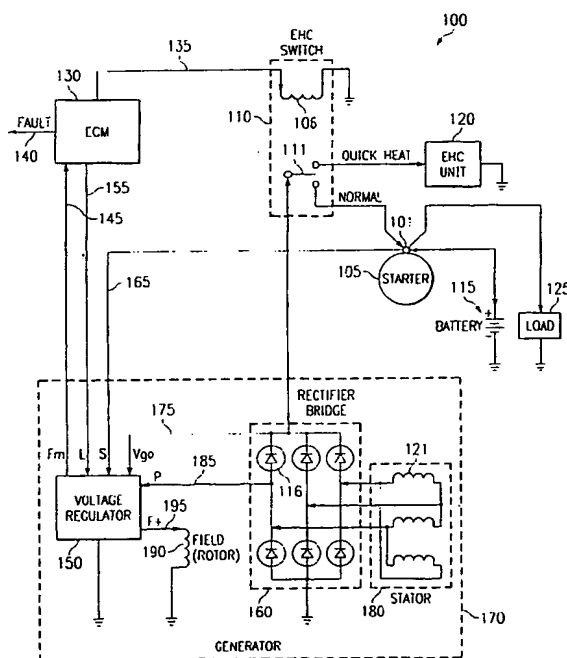 100
135
EHC
SWITCH
130
FAULT
ECM
140
110
106
120
111
QUICK HEAT
EHC
UNIT
155
NORMAL
145
101
165
105
STARTER
115
125
BATTERY
+
-
LOAD
175
RECTIFIER
BRIDGE
121
Fm
L
S
Vgo
P
185
116
VOLTAGE
REGULATOR
F+
195
150
190
FIELD
(ROTOR)
160
180
STATOR
170
GENERATOR